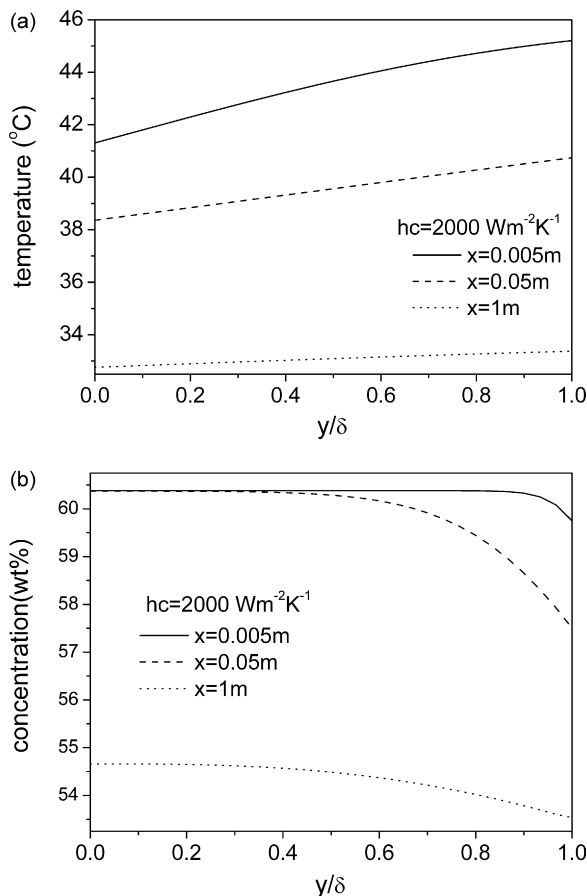 (a)
46
44
42
40
38
36
34
temperature (°C)
hc=2000 Wm⁻²K⁻¹
x=0.005m
x=0.05m
x=1m
0.0 0.2 0.4 0.6 0.8 1.0
y/δ
(b)
60
59
58
57
56
55
54
concentration(wt%)
hc=2000 Wm⁻²K⁻¹
x=0.005m
x=0.05m
x=1m
0.0 0.2 0.4 0.6 0.8 1.0
y/δ